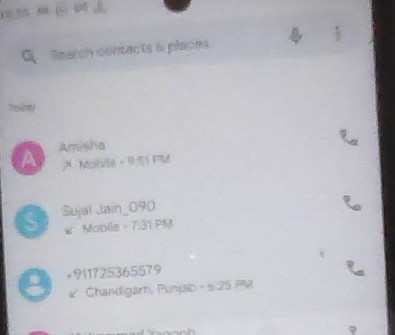 Search contacts & places
Today
A
Amisha
Mobile • 9:51 PM
S
Sujal Jain_090
Mobile • 7:31 PM
+911725365579
Chandigarh, Punjab • 6:25 PM